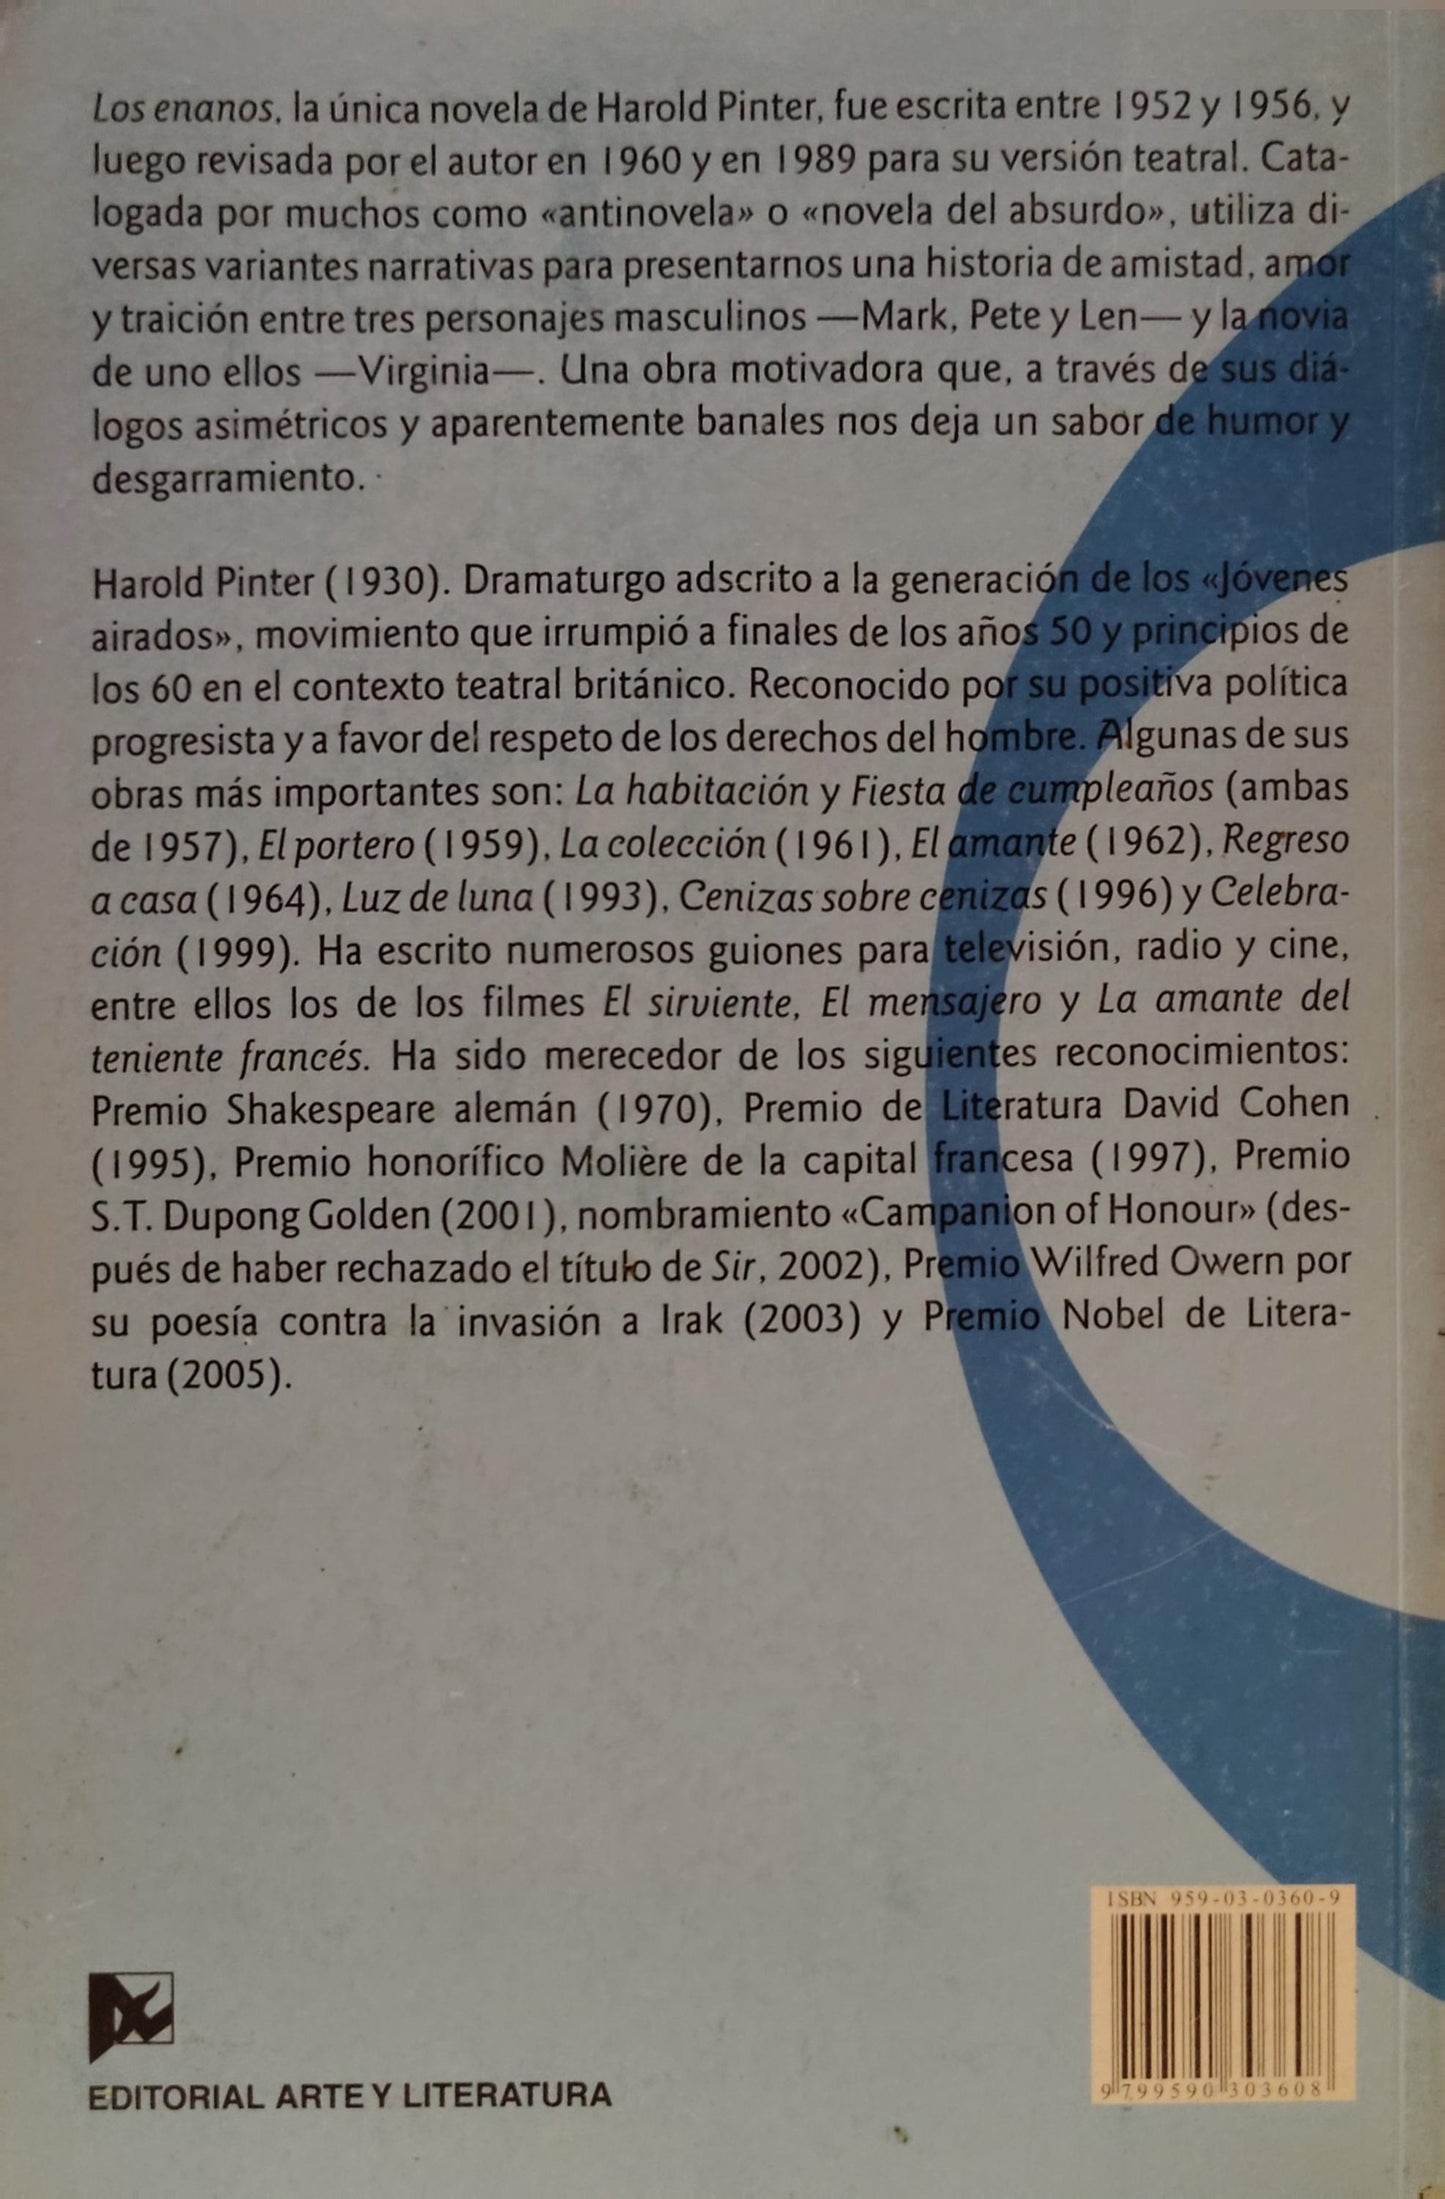 Los enanos, la única novela de Harold Pinter, fue escrita entre 1952 y 1956, y
luego revisada por el autor en 1960 y en 1989 para su versión teatral. Cata-
logada por muchos como «antinovela» o «novela del absurdo», utiliza di-
versas variantes narrativas para presentarnos una historia de amistad, amor
y traición entre tres personajes masculinos —Mark, Pete y Len— y la novia
de uno ellos —Virginia—. Una obra motivadora que, a través de sus diá-
logos asimétricos y aparentemente banales nos deja un sabor de humor y
desgarramiento.
Harold Pinter (1930). Dramaturgo adscrito a la generación de los «Jóvenes
airados», movimiento que irrumpió a finales de los años 50 y principios de
los 60 en el contexto teatral británico. Reconocido por su positiva política
progresista y a favor del respeto de los derechos del hombre. Algunas de sus
obras más importantes son: La habitación y Fiesta de cumpleaños (ambas
de 1957), El portero (1959), La colección (1961), El amante (1962), Regreso
a casa (1964), Luz de luna (1993), Cenizas sobre cenizas (1996) y Celebra-
ción (1999). Ha escrito numerosos guiones para televisión, radio y cine,
entre ellos los de los filmes El sirviente, El mensajero y La amante del
teniente francés. Ha sido merecedor de los siguientes reconocimientos:
Premio Shakespeare alemán (1970), Premio de Literatura David Cohen
(1995), Premio honorífico Molière de la capital francesa (1997), Premio
S.T. Dupong Golden (2001), nombramiento «Campanion of Honour» (des-
pués de haber rechazado el título de Sir, 2002), Premio Wilfred Owern por
su poesía contra la invasión a Irak (2003) y Premio Nobel de Litera-
tura (2005).
ISBN 959-03-0360-9
9 799590 303608
EDITORIAL ARTE Y LITERATURA